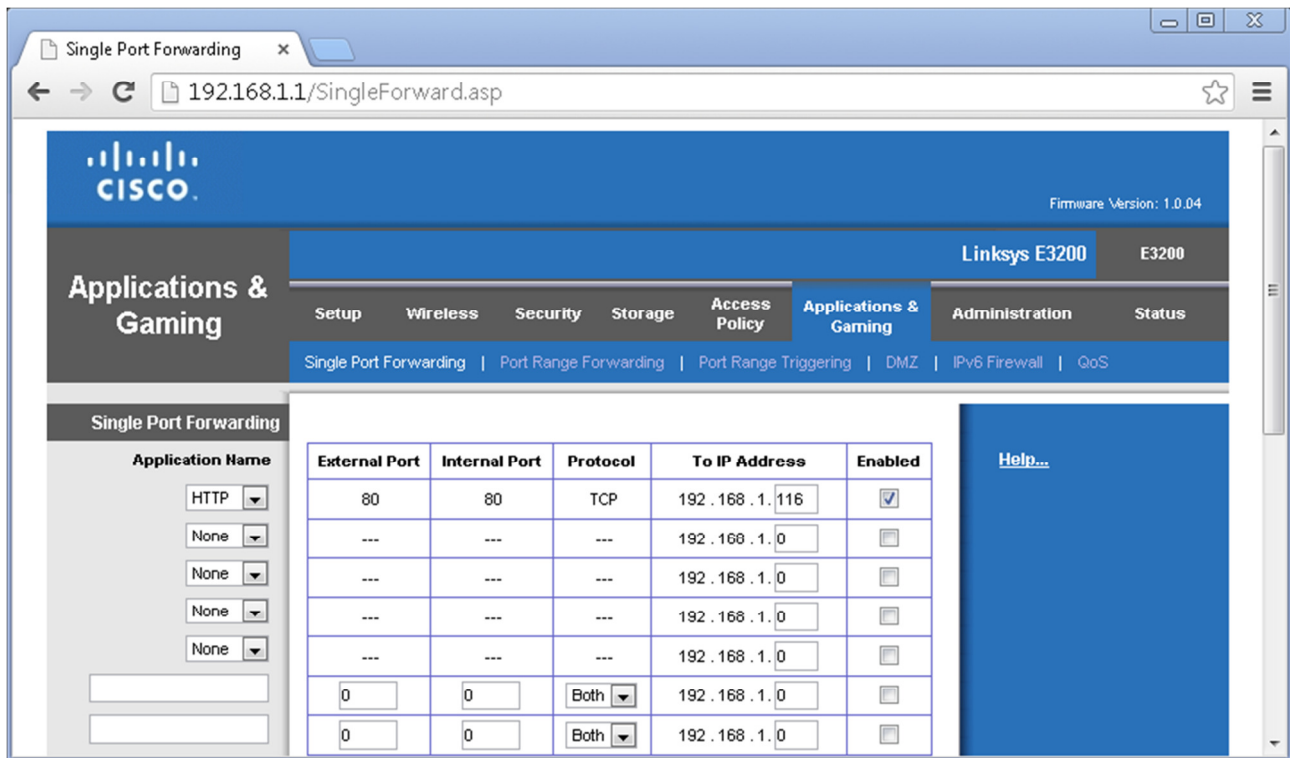 Single Port Forwarding
192.168.1.1/SingleForward.asp
CISCO.
Firmware Version: 1.0.04
Applications & Gaming
Linksys E3200 E3200
Setup Wireless Security Storage Access Policy Applications & Gaming Administration Status
Single Port Forwarding | Port Range Forwarding | Port Range Triggering | DMZ | IPv6 Firewall | QoS
Single Port Forwarding
Application Name External Port Internal Port Protocol To IP Address Enabled Help...
HTTP 80 80 TCP 192 . 168 . 1. 116
None --- --- --- 192 . 168 . 1. 0
None --- --- --- 192 . 168 . 1. 0
None --- --- --- 192 . 168 . 1. 0
None --- --- --- 192 . 168 . 1. 0
0 0 Both 192 . 168 . 1. 0
0 0 Both 192 . 168 . 1. 0